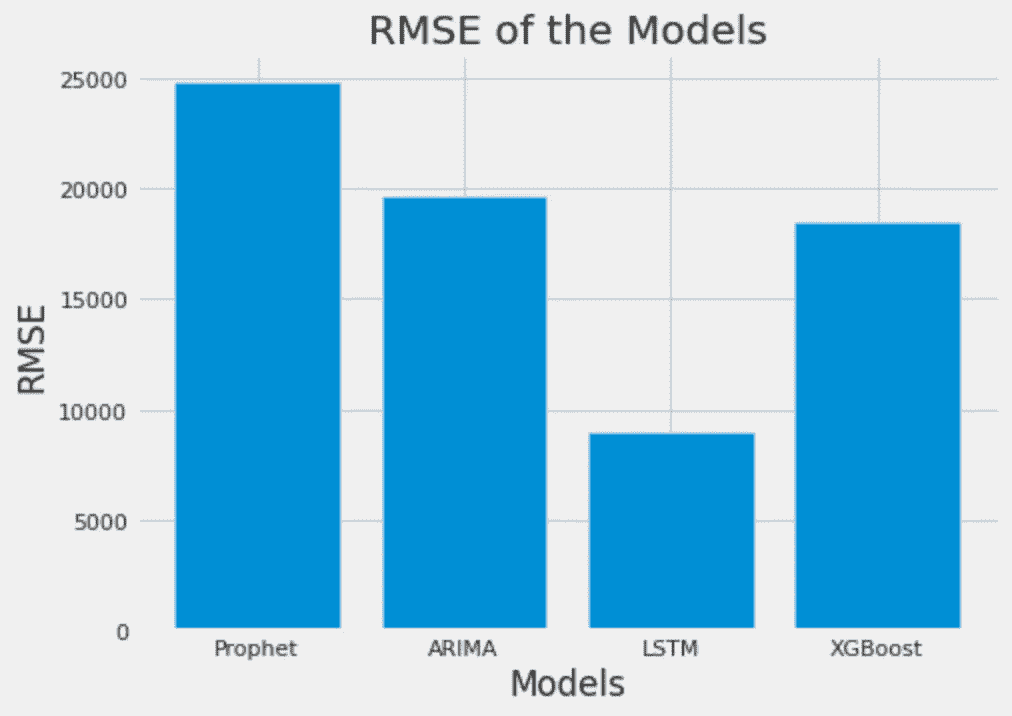 RMSE of the Models
25000
20000
15000
10000
5000
0
RMSE
Prophet ARIMA LSTM XGBoost
Models